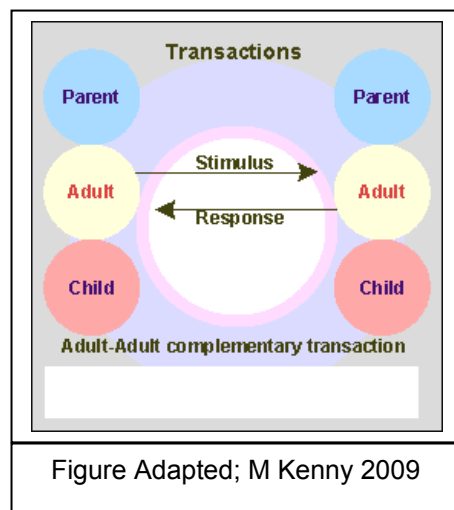 Transactions
Parent Parent
Stimulus
Adult Adult
Response
Child Child
Adult-Adult complementary transaction
Figure Adapted; M Kenny 2009